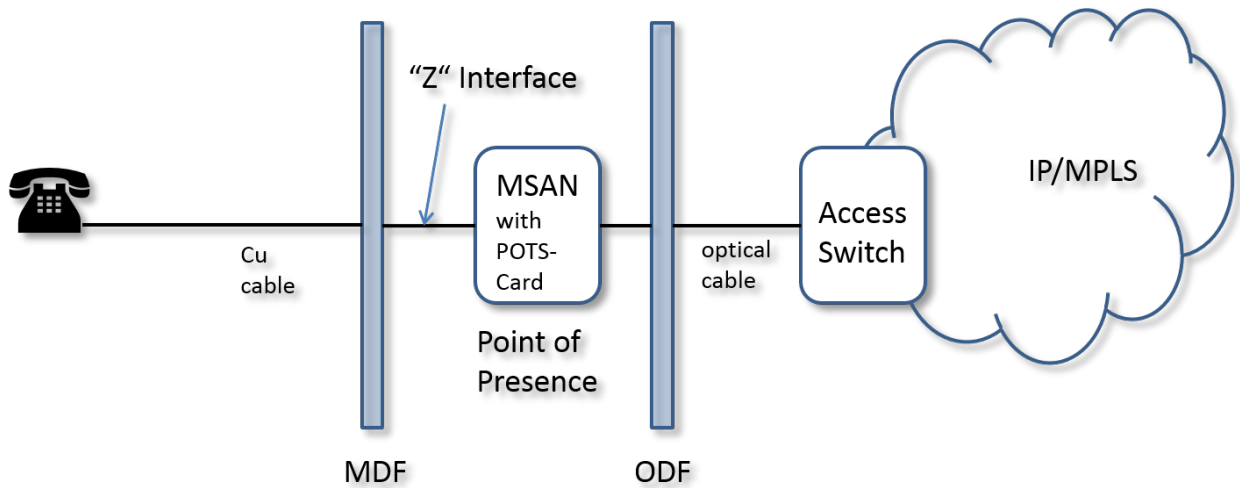 “Z“ Interface
MSAN
with
POTS-
Card
Cu
cable
optical
cable
Access
Switch
IP/MPLS
Point of
Presence
MDF
ODF